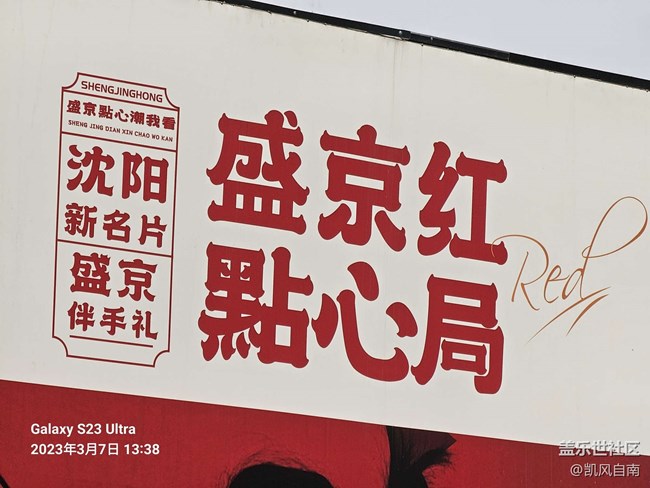 SHENGJINGHONG
盛京點心潮我看
SHENG JING DIAN XIN CHAO WO KAN
沈阳
新名片
盛京
伴手礼
盛京红
點心局
Red
Galaxy S23 Ultra
2023年3月7日 13:38
盖乐世社区
@凯风自南